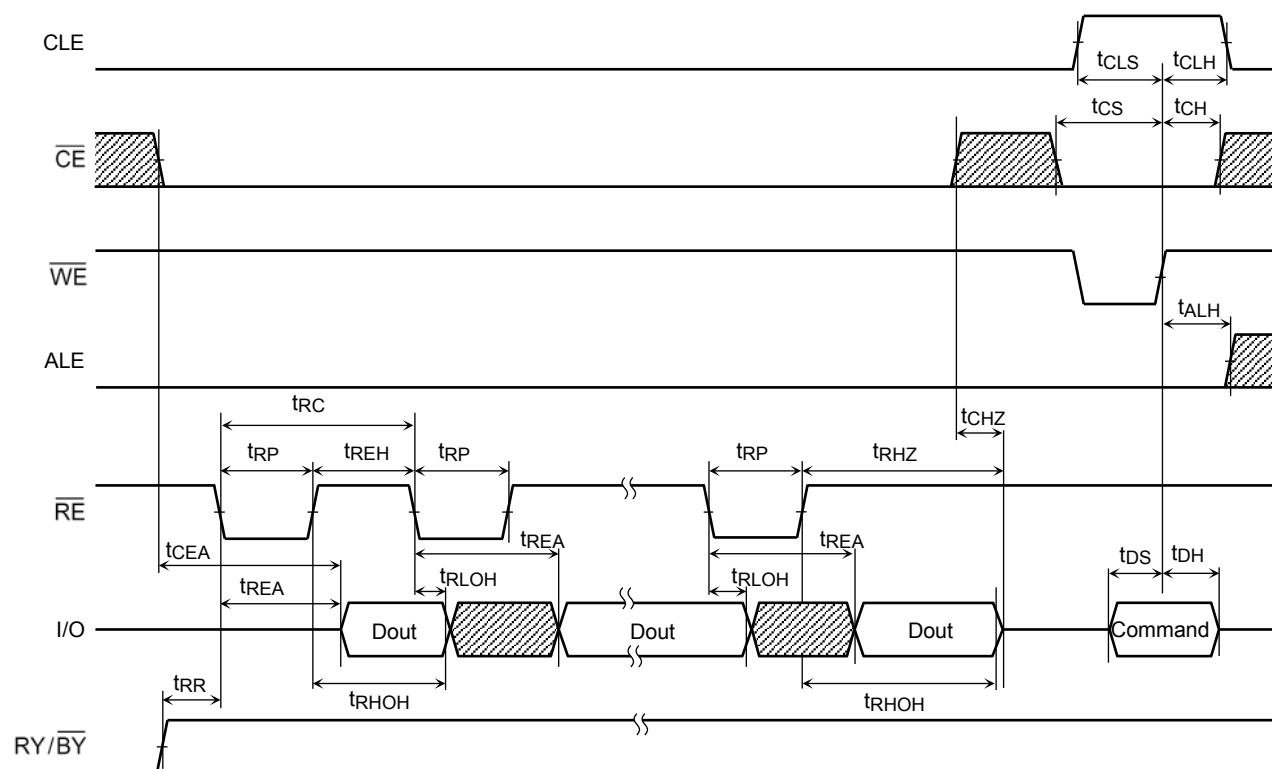 CLE
tCLS tCLH
tCS tCH
CE
WE
tALH
ALE
tRC
tCHZ
tRP tREH tRP tRP tRHZ
RE
tCEA tREA tREA
tREA tRLOH tRLOH tDS tDH
I/O Dout Dout Dout Command
tRR tRHOH tRHOH
RY/BY